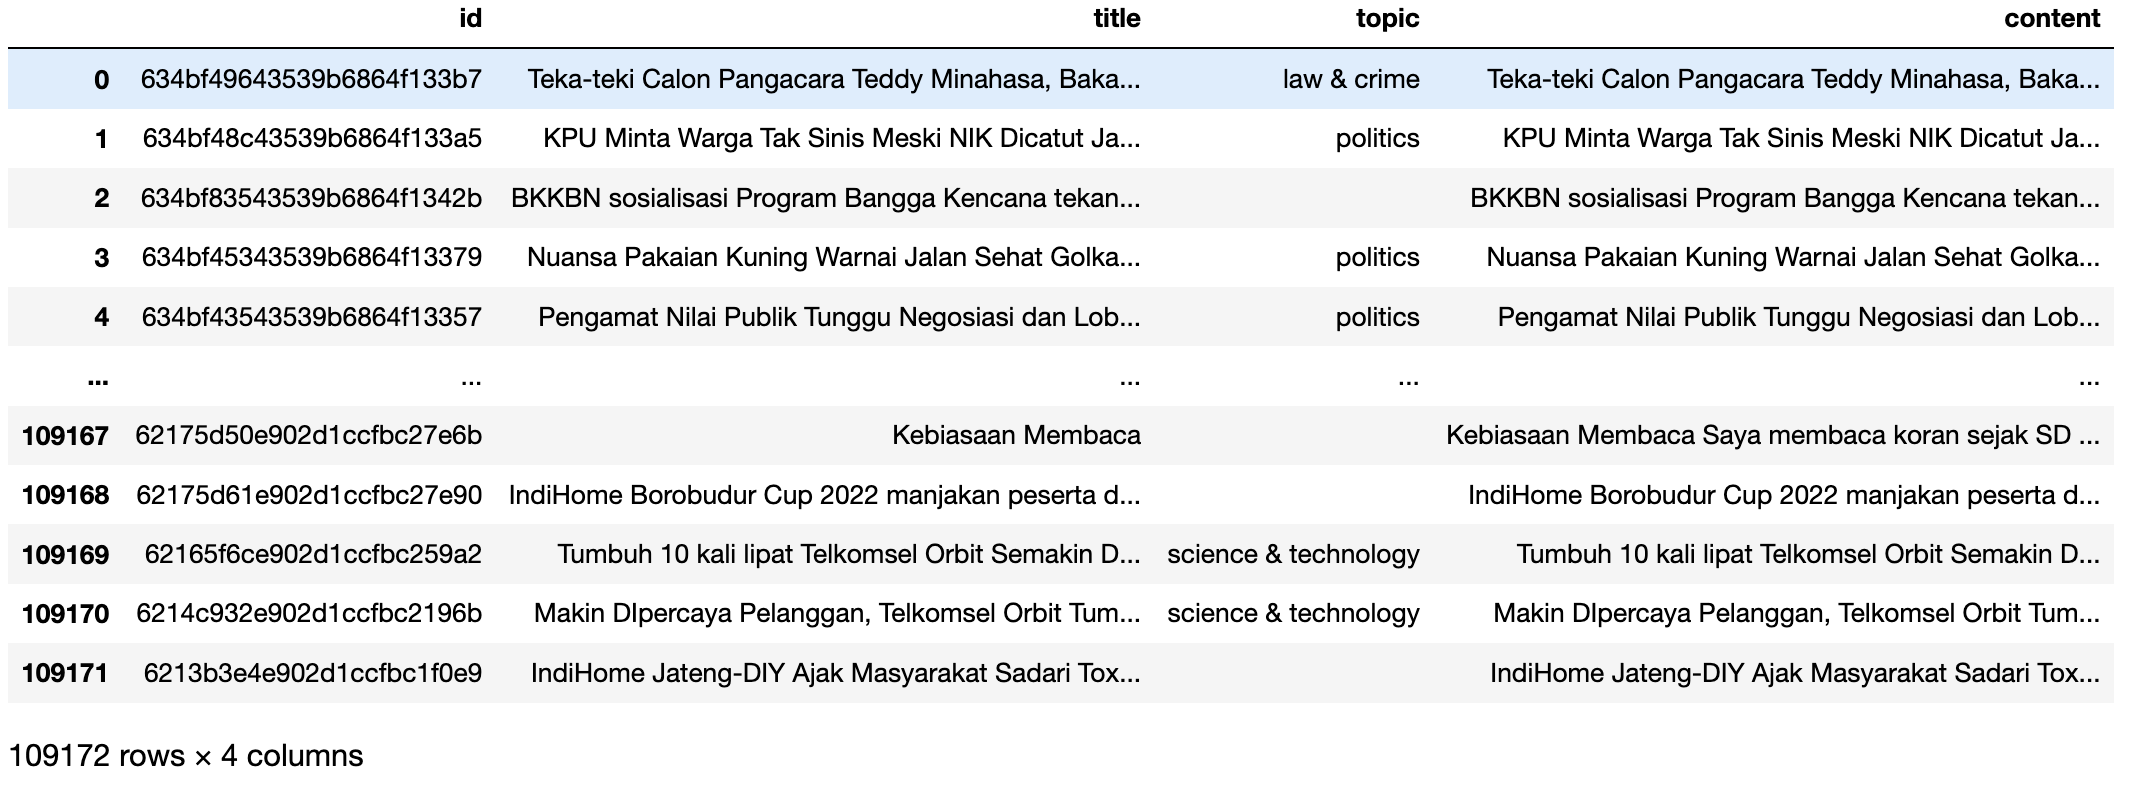 id title topic content
0 634bf49643539b6864f133b7 Teka-teki Calon Pangacara Teddy Minahasa, Baka... law & crime Teka-teki Calon Pangacara Teddy Minahasa, Baka...
1 634bf48c43539b6864f133a5 KPU Minta Warga Tak Sinis Meski NIK Dicatut Ja... politics KPU Minta Warga Tak Sinis Meski NIK Dicatut Ja...
2 634bf83543539b6864f1342b BKKBN sosialisasi Program Bangga Kencana tekan... BKKBN sosialisasi Program Bangga Kencana tekan...
3 634bf45343539b6864f13379 Nuansa Pakaian Kuning Warnai Jalan Sehat Golka... politics Nuansa Pakaian Kuning Warnai Jalan Sehat Golka...
4 634bf43543539b6864f13357 Pengamat Nilai Publik Tunggu Negosiasi dan Lob... politics Pengamat Nilai Publik Tunggu Negosiasi dan Lob...
... ... ... ... ...
109167 62175d50e902d1ccfbc27e6b Kebiasaan Membaca Kebiasaan Membaca Saya membaca koran sejak SD ...
109168 62175d61e902d1ccfbc27e90 IndiHome Borobudur Cup 2022 manjakan peserta d... IndiHome Borobudur Cup 2022 manjakan peserta d...
109169 62165f6ce902d1ccfbc259a2 Tumbuh 10 kali lipat Telkomsel Orbit Semakin D... science & technology Tumbuh 10 kali lipat Telkomsel Orbit Semakin D...
109170 6214c932e902d1ccfbc2196b Makin DIpercaya Pelanggan, Telkomsel Orbit Tum... science & technology Makin DIpercaya Pelanggan, Telkomsel Orbit Tum...
109171 6213b3e4e902d1ccfbc1f0e9 IndiHome Jateng-DIY Ajak Masyarakat Sadari Tox... IndiHome Jateng-DIY Ajak Masyarakat Sadari Tox...
109172 rows × 4 columns